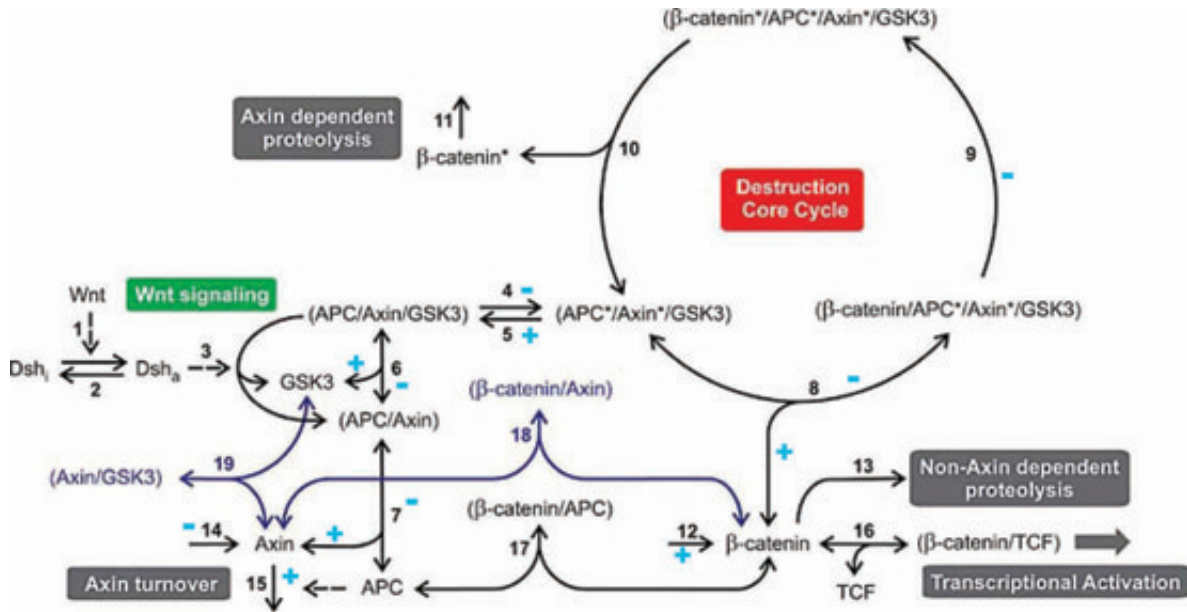 (β-catenin*/APC*/Axin*/GSK3)
Axin dependent
proteolysis
11
β-catenin*
10
9
-
Destruction
Core Cycle
Wnt
Wnt signaling
1
(APC/Axin/GSK3)
4 -
5 +
(APC*/Axin*/GSK3)
(β-catenin/APC*/Axin*/GSK3)
Dshi
2
Dsha
3
GSK3
+
6
-
(β-catenin/Axin)
8
-
(APC/Axin)
18
+
(Axin/GSK3)
19
13
Non-Axin dependent
proteolysis
7
-
(β-catenin/APC)
- 14
Axin
+
17
12
+
β-catenin
16
(β-catenin/TCF)
Axin turnover
15
+
APC
TCF
Transcriptional Activation